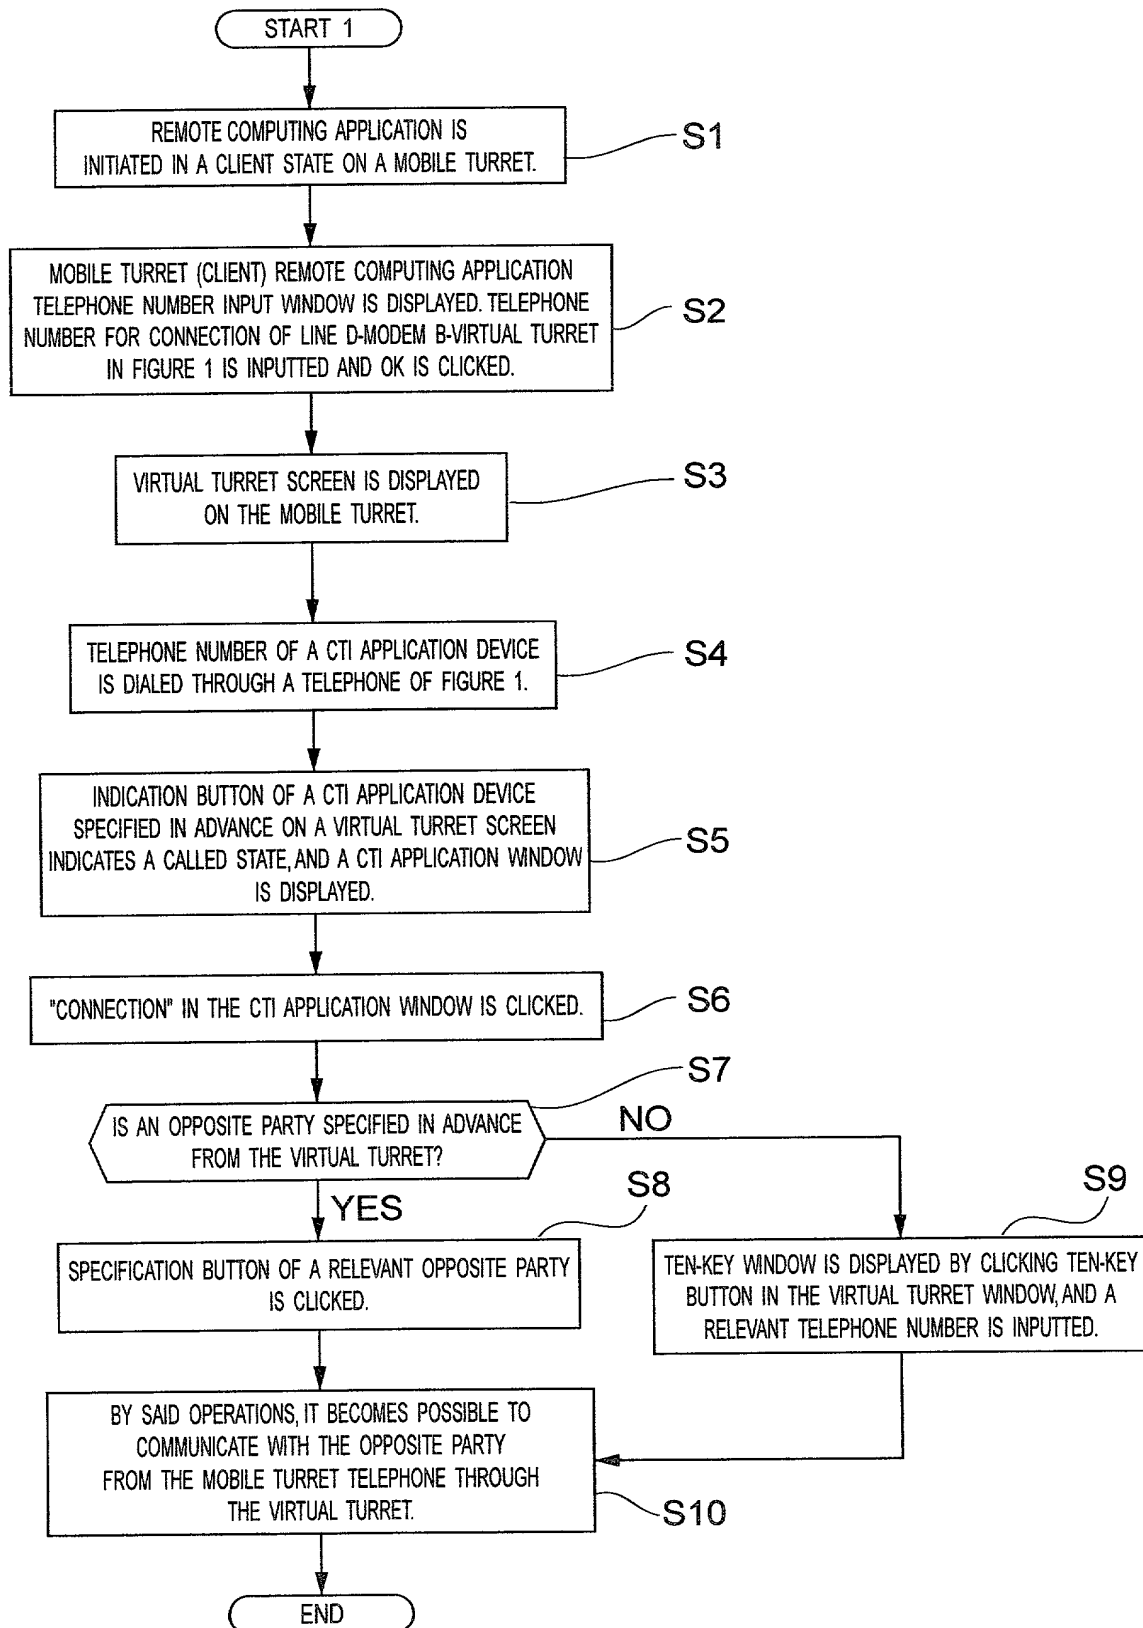 START 1
REMOTE COMPUTING APPLICATION IS
INITIATED IN A CLIENT STATE ON A MOBILE TURRET.
S1
MOBILE TURRET (CLIENT) REMOTE COMPUTING APPLICATION
TELEPHONE NUMBER INPUT WINDOW IS DISPLAYED. TELEPHONE
NUMBER FOR CONNECTION OF LINE D-MODEM B-VIRTUAL TURRET
IN FIGURE 1 IS INPUTTED AND OK IS CLICKED.
S2
VIRTUAL TURRET SCREEN IS DISPLAYED
ON THE MOBILE TURRET.
S3
TELEPHONE NUMBER OF A CTI APPLICATION DEVICE
IS DIALED THROUGH A TELEPHONE OF FIGURE 1.
S4
INDICATION BUTTON OF A CTI APPLICATION DEVICE
SPECIFIED IN ADVANCE ON A VIRTUAL TURRET SCREEN
INDICATES A CALLED STATE, AND A CTI APPLICATION WINDOW
IS DISPLAYED.
S5
"CONNECTION" IN THE CTI APPLICATION WINDOW IS CLICKED.
S6
S7
IS AN OPPOSITE PARTY SPECIFIED IN ADVANCE
FROM THE VIRTUAL TURRET?
NO
YES
S8
SPECIFICATION BUTTON OF A RELEVANT OPPOSITE PARTY
IS CLICKED.
S9
TEN-KEY WINDOW IS DISPLAYED BY CLICKING TEN-KEY
BUTTON IN THE VIRTUAL TURRET WINDOW, AND A
RELEVANT TELEPHONE NUMBER IS INPUTTED.
BY SAID OPERATIONS, IT BECOMES POSSIBLE TO
COMMUNICATE WITH THE OPPOSITE PARTY
FROM THE MOBILE TURRET TELEPHONE THROUGH
THE VIRTUAL TURRET.
S10
END